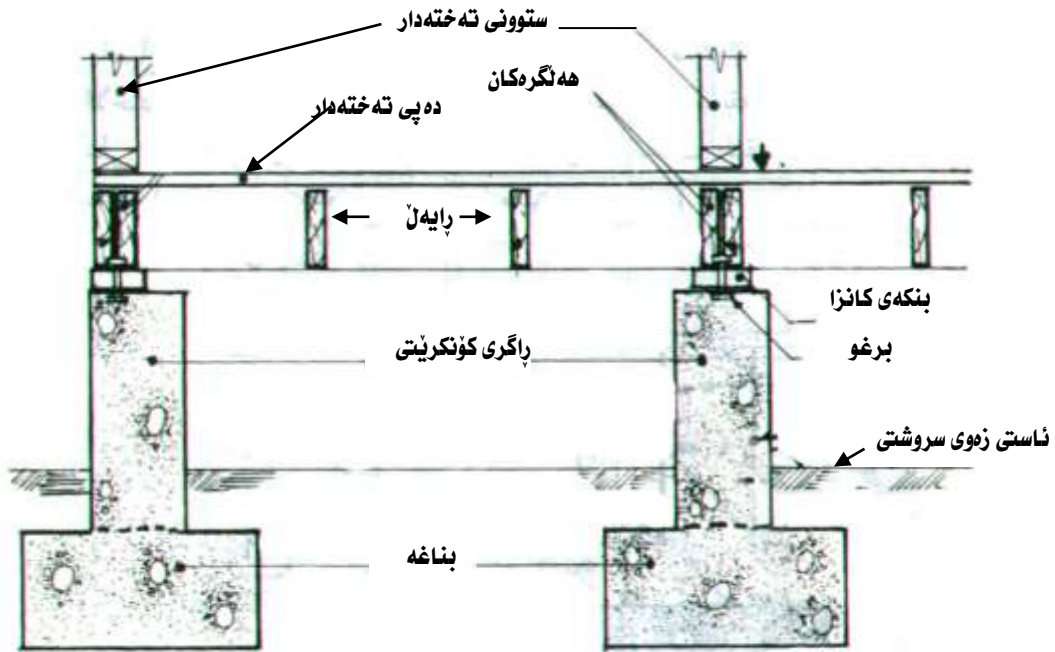 ستوونی تەختەدار
هەڵگرەکان
دەپی تەختەدار
ڕایەڵ
بنکەی کانزا
برغو
ڕاگری کۆنکرێتی
ئاستی زەوی سروشتی
بناغە